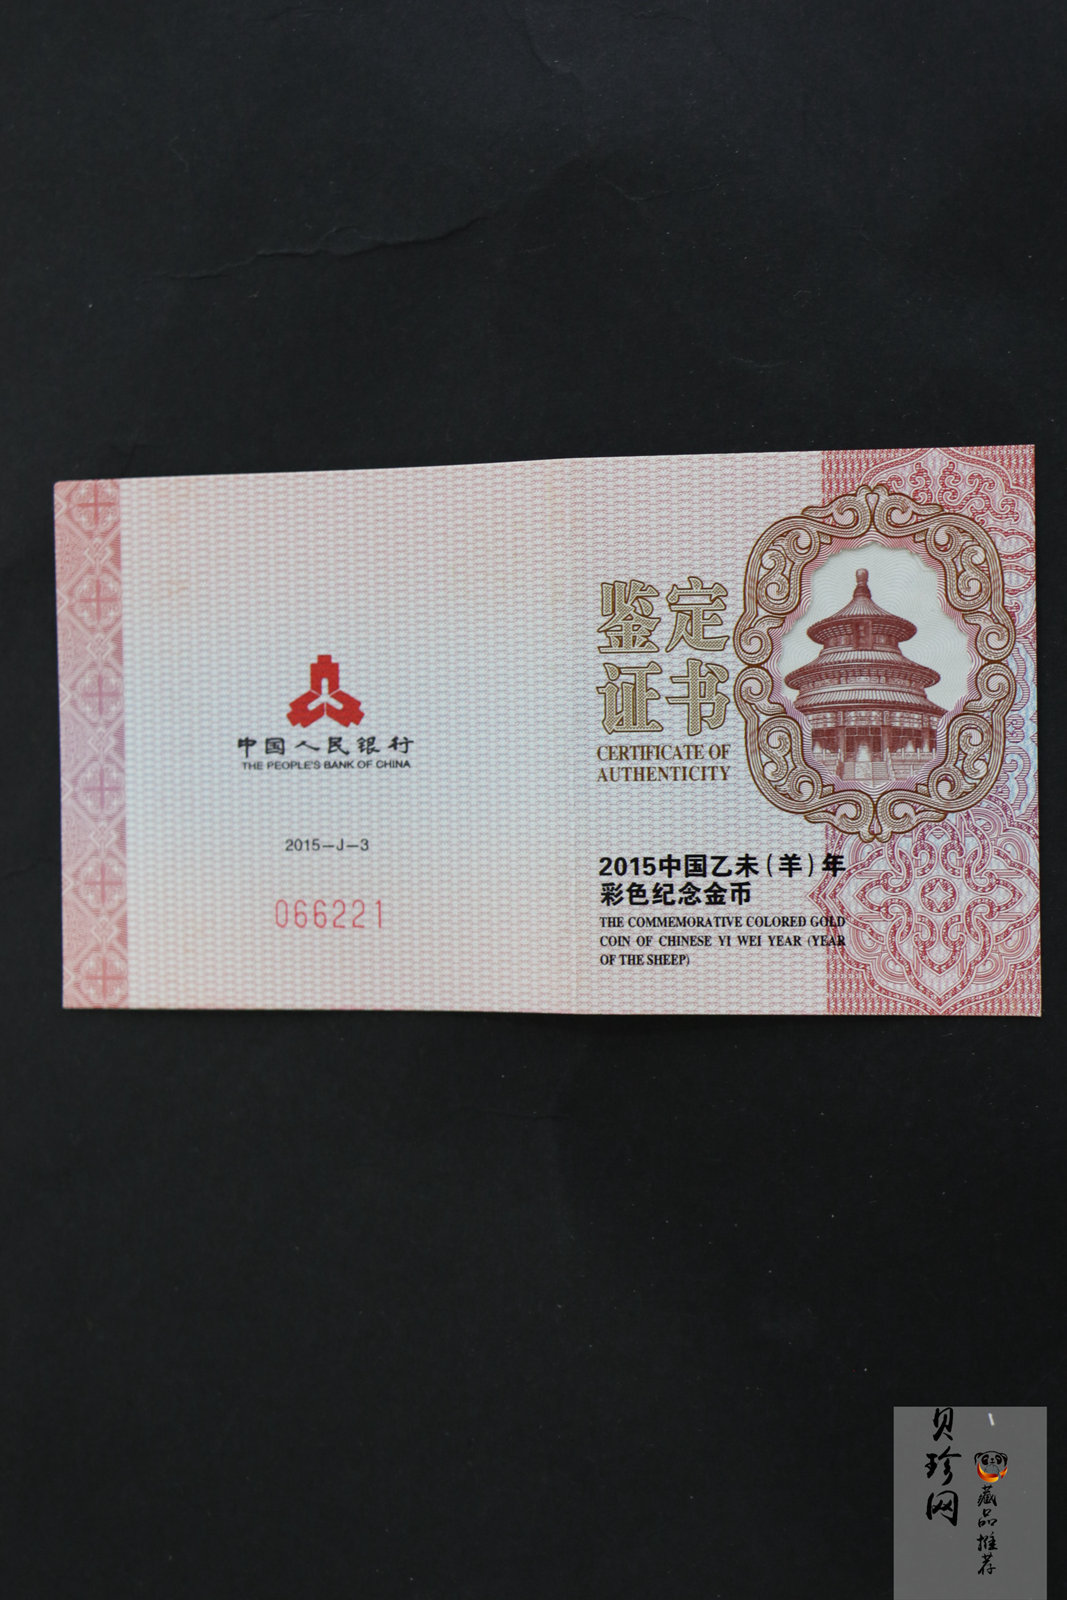 中国人民银行
THE PEOPLE'S BANK OF CHINA
2015-J-3
066221
鉴定
证书
CERTIFICATE OF
AUTHENTICITY
2015中国乙未(羊)年
彩色纪念金币
THE COMMEMORATIVE COLORED GOLD
COIN OF CHINESE YI WEI YEAR (YEAR
OF THE SHEEP)
贝珍网
藏品推荐